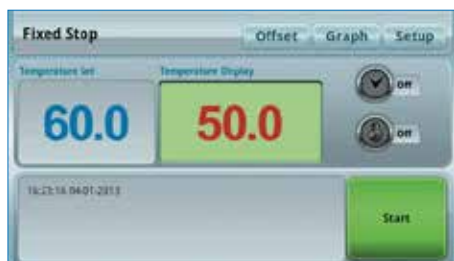 Fixed Stop Offset Graph Setup
Temperature Set Temperature Display
off
60.0 50.0
off
16:23:16 04-01-2013
Start